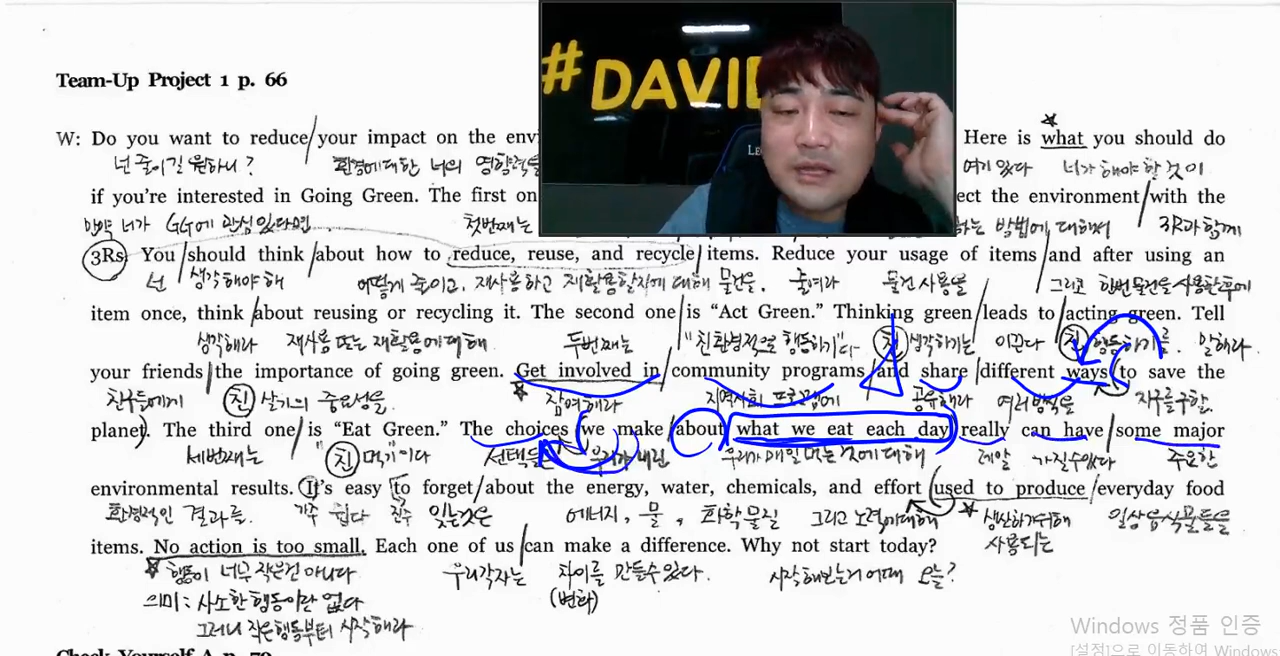 # DAVID
Team-Up Project 1 p. 66
W: Do you want to reduce/your impact on the env Here is what you should do
넌 줄이길 원하니? 환경에 대한 너의 영향력을 여기 있다 너가 해야 할 것이
if you're interested in Going Green. The first on ect the environment/with the
만약 너가 GG에 관심있다면. 첫번째는 하는 방법에 대해서 3R과 함께
3Rs You/should think/about how to reduce, reuse, and recycle/items. Reduce your usage of items/and after using an
넌 생각해야해 어떻게 줄이고, 재사용하고 재활용할지에 대해 물건을, 줄여라 물건 사용을 그리고 한번 물건을 사용한 후에
item once, think/about reusing or recycling it. The second one/is “Act Green.” Thinking green/leads to/acting green. Tell
생각해라 재사용 또는 재활용에 대해 두번째는 "친환경적으로 행동하기"다 친 생각하기는 이끈다 친 행동하기를. 말해라
your friends/the importance of going green. Get involved in/community programs/and share/different ways/to save the
친구들에게 친 살기의 중요성을. 참여해라 지역사회 프로그램에 공유해라 여러방식을 지구를 구할.
planet. The third one/is “Eat Green.” The choices/we make/about what we eat each day/really can have/some major
세번째는 "친 먹기"이다 선택들은 우리가 내린 우리가 매일 먹는 것에 대해 정말 가질수있다 주요한
environmental results. It's easy to forget/about the energy, water, chemicals, and effort/used to produce/everyday food
환경적인 결과를. 가주 쉽다 진주 잊는것은 에너지, 물, 화학물질 그리고 노력에 대해 생산하기위해 일상음식물들을
사용되는
items. No action is too small. Each one of us/can make a difference. Why not start today?
행동이 너무 작은건 아니다 우리각자는 차이를 만들수있다. 시작해보는거 어때 오늘?
(변화)
의미: 사소한 행동이란 없다
그러니 작은행동부터 시작해라
Windows 정품 인증
[설정]으로 이동하여 Windows
Check Yourself A p. 70